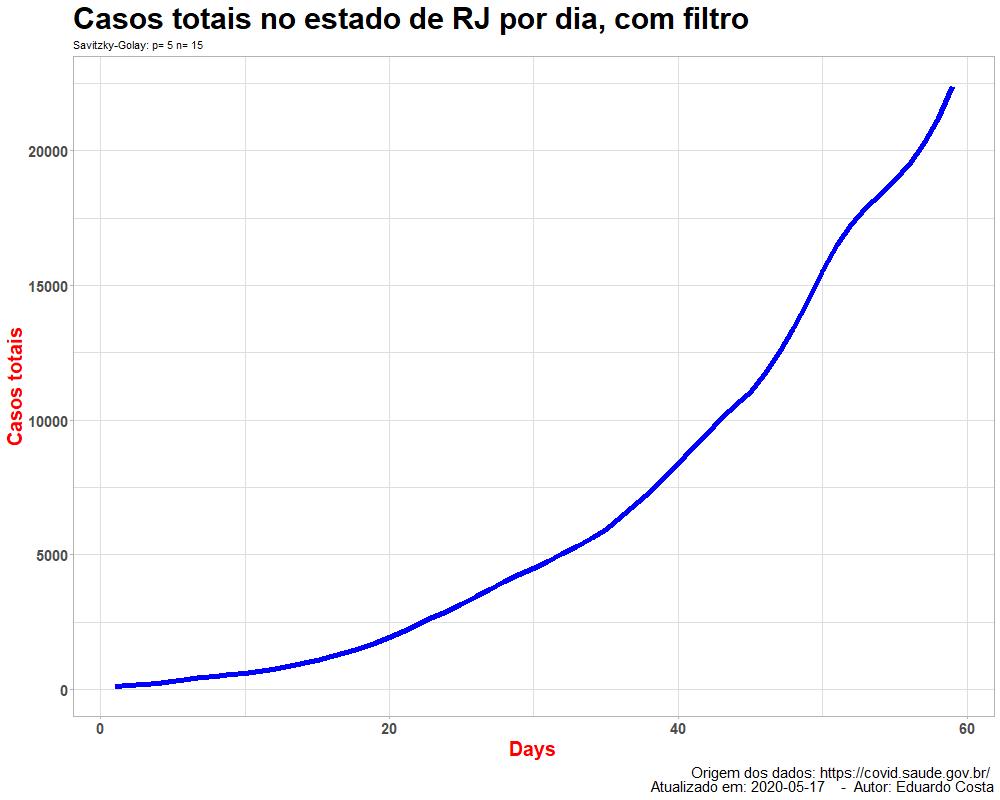 Casos totais no estado de RJ por dia, com filtro
Savitzky-Golay: p= 5 n= 15
Casos totais
20000
15000
10000
5000
0
0 20 40 60
Days
Origem dos dados: https://covid.saude.gov.br/
Atualizado em: 2020-05-17 - Autor: Eduardo Costa